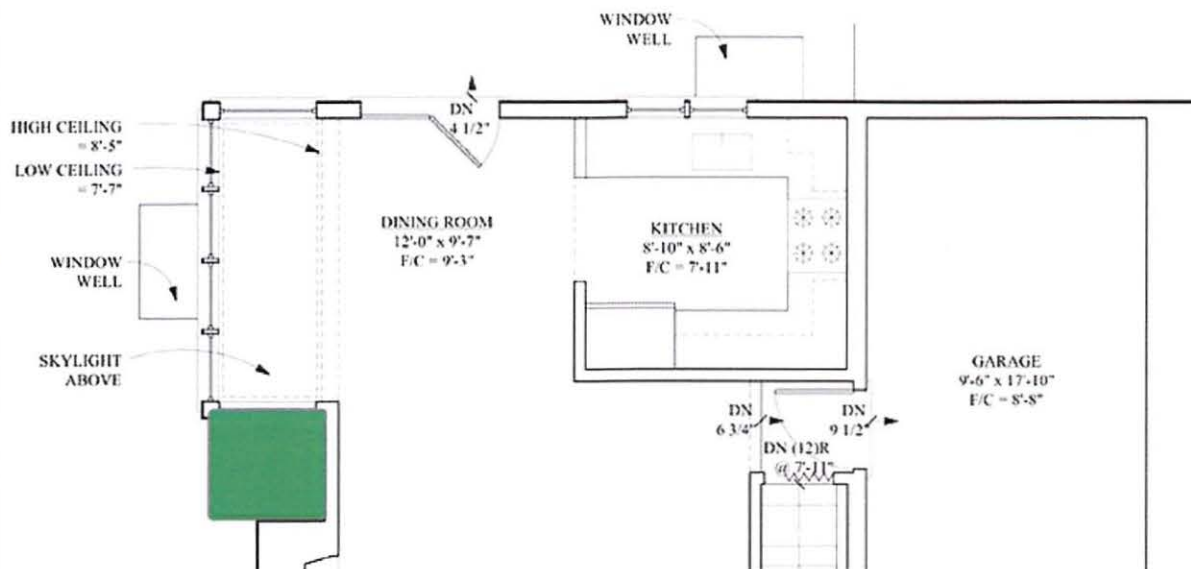 WINDOW
WELL
DN
4 1/2"
HIGH CEILING
= 8'-5"
LOW CEILING
= 7'-7"
DINING ROOM
12'-0" x 9'-7"
F/C = 9'-3"
KITCHEN
8'-10" x 8'-6"
F/C = 7'-11"
WINDOW
WELL
SKYLIGHT
ABOVE
GARAGE
9'-6" x 17'-10"
F/C = 8'-8"
DN
6 3/4"
DN
9 1/2"
DN (12)R
@ 7'-11"